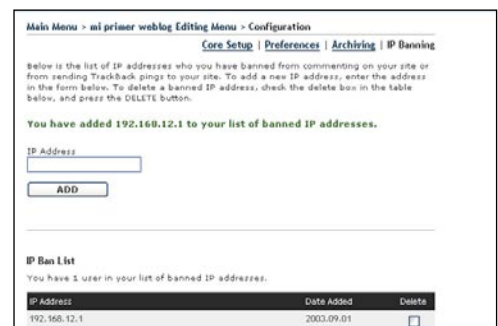 Main Menu > mi primer weblog Editing Menu > Configuration
Core Setup | Preferences | Archiving | IP Banning
Below is the list of IP addresses who you have banned from commenting on your site or
from sending TrackBack pings to your site. To add a new IP address, enter the address
in the form below. To delete a banned IP address, check the delete box in the table
below, and press the DELETE button.
You have added 192.168.12.1 to your list of banned IP addresses.
IP Address
ADD
IP Ban List
You have 1 user in your list of banned IP addresses.
IP Address Date Added Delete
192.168.12.1 2003.09.01